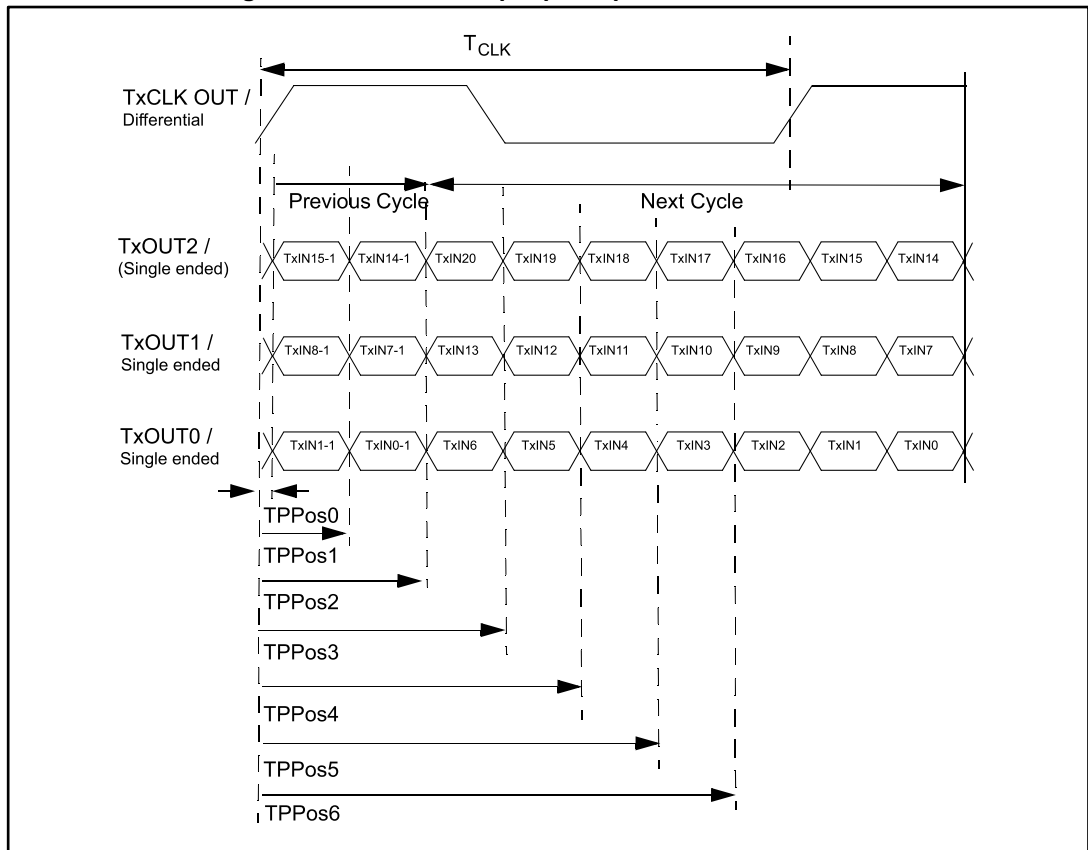 TCLK
TxCLK OUT /
Differential
Previous Cycle
Next Cycle
TxOUT2 /
(Single ended)
TxIN15-1 TxIN14-1 TxIN20 TxIN19 TxIN18 TxIN17 TxIN16 TxIN15 TxIN14
TxOUT1 /
Single ended
TxIN8-1 TxIN7-1 TxIN13 TxIN12 TxIN11 TxIN10 TxIN9 TxIN8 TxIN7
TxOUT0 /
Single ended
TxIN1-1 TxIN0-1 TxIN6 TxIN5 TxIN4 TxIN3 TxIN2 TxIN1 TxIN0
TPPos0
TPPos1
TPPos2
TPPos3
TPPos4
TPPos5
TPPos6